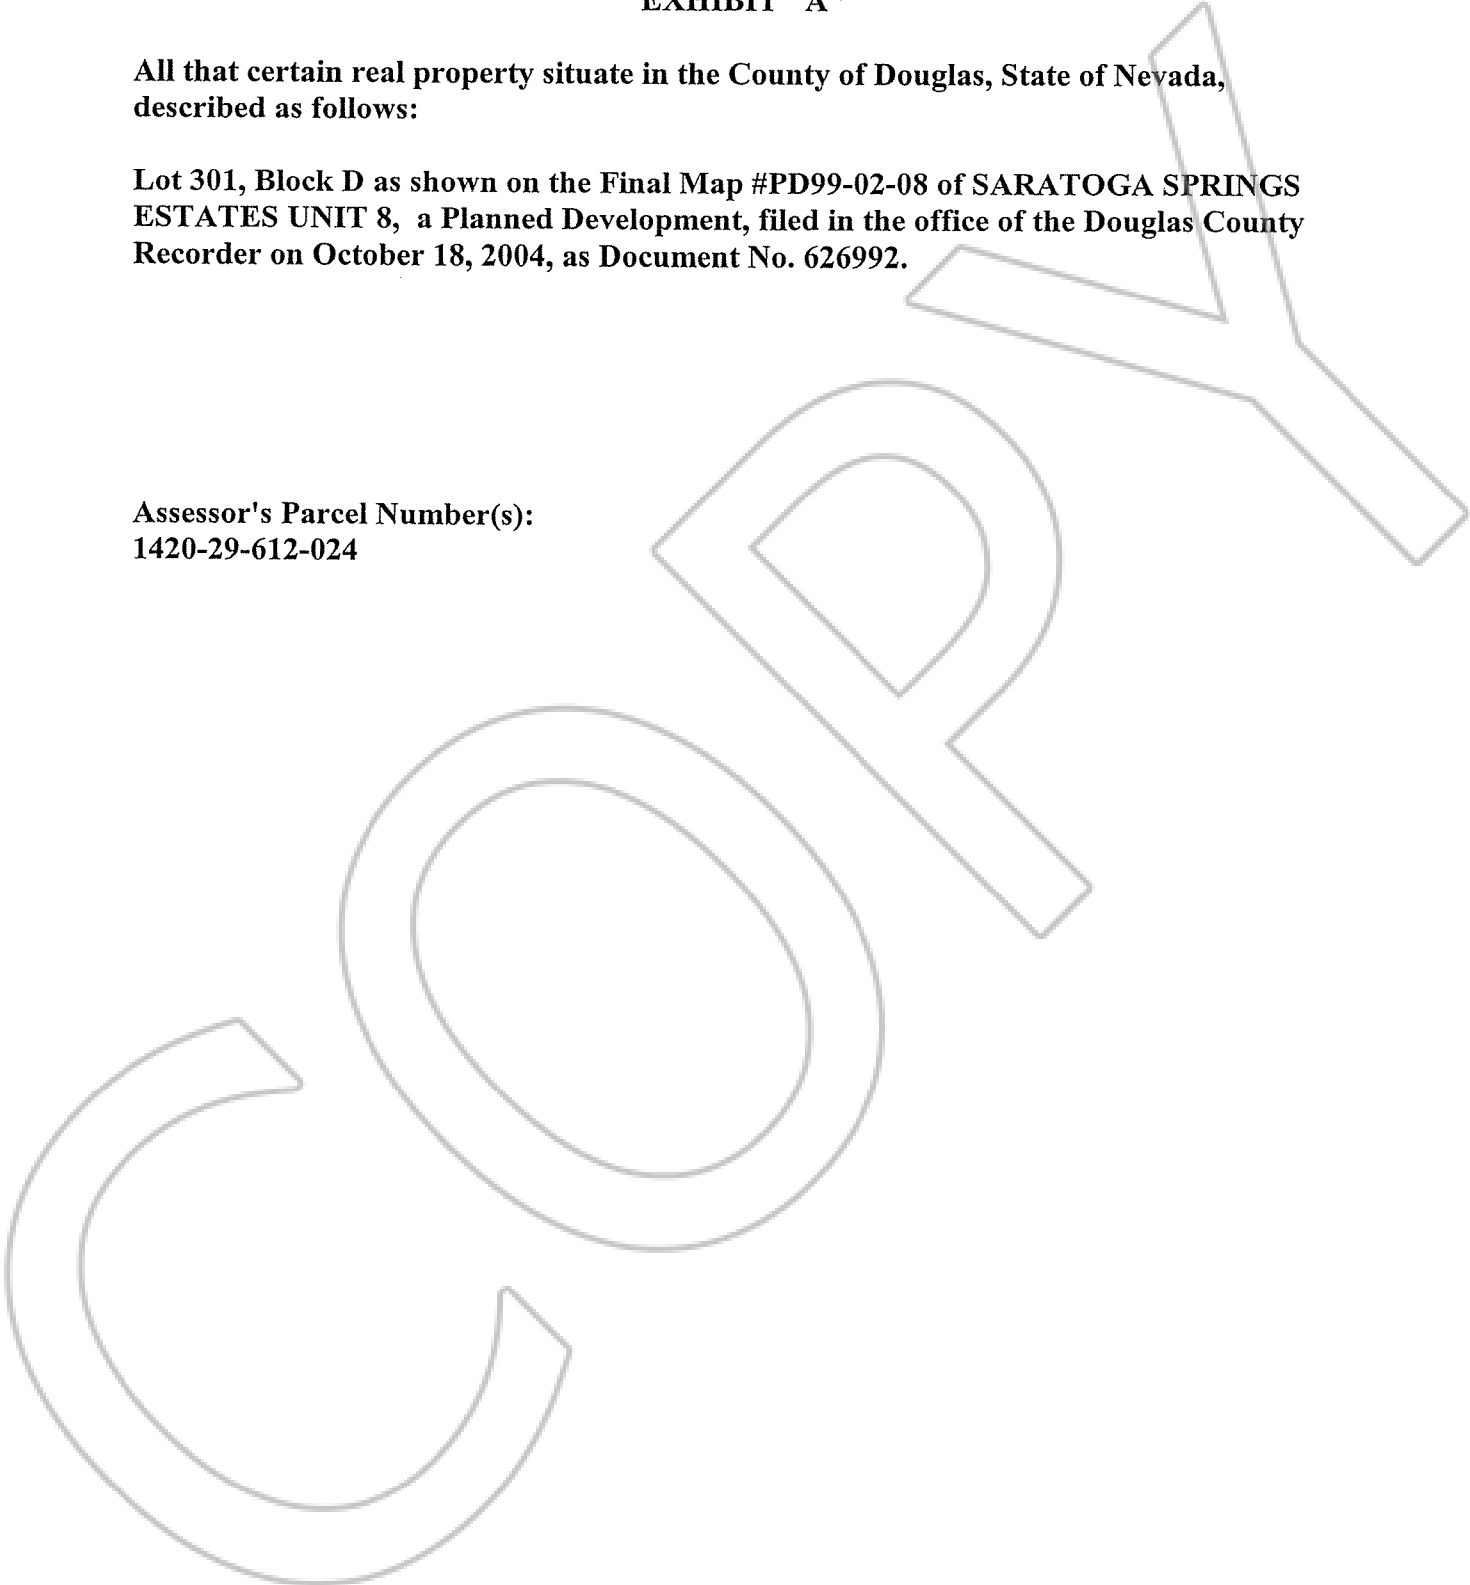 EXHIBIT "A"
All that certain real property situate in the County of Douglas, State of Nevada,
described as follows:
Lot 301, Block D as shown on the Final Map #PD99-02-08 of SARATOGA SPRINGS
ESTATES UNIT 8,  a Planned Development, filed in the office of the Douglas County
Recorder on October 18, 2004, as Document No. 626992.
Assessor's Parcel Number(s):
1420-29-612-024
COPY